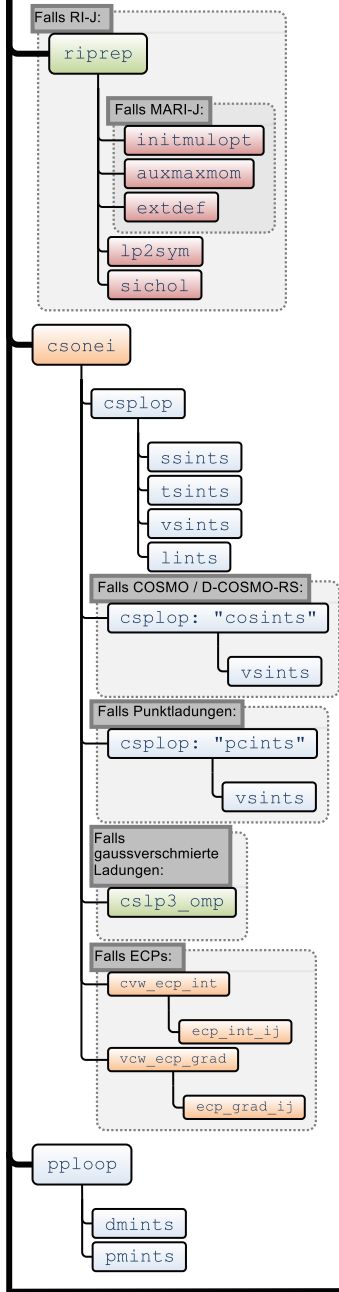 Falls RI-J:
riprep
Falls MARI-J:
initmulopt
auxmaxmom
extdef
lp2sym
sichol
csonei
csplop
ssints
tsints
vsints
lints
Falls COSMO / D-COSMO-RS:
csplop: "cosints"
vsints
Falls Punktladungen:
csplop: "pcints"
vsints
Falls
gaussverschmierte
Ladungen:
cslp3_omp
Falls ECPs:
cvw_ecp_int
ecp_int_ij
vcw_ecp_grad
ecp_grad_ij
pploop
dmints
pmints